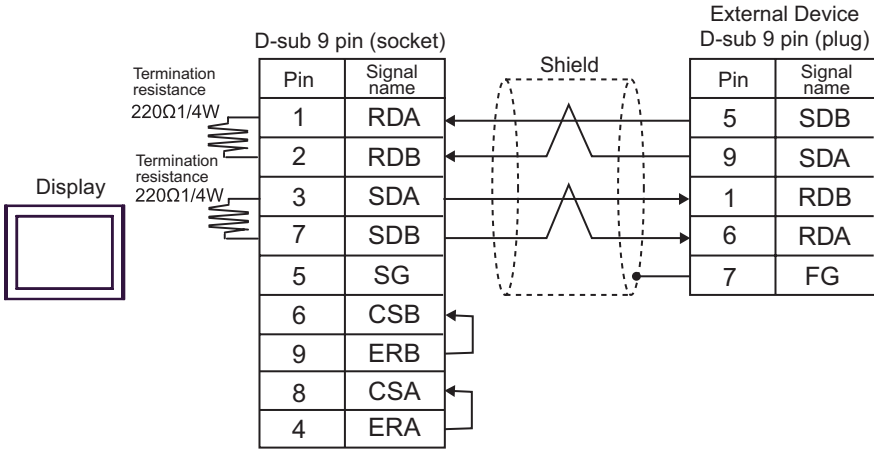 External Device
D-sub 9 pin (socket)
D-sub 9 pin (plug)
Shield
Termination
resistance
220Ω1/4W
Termination
resistance
220Ω1/4W
Display
Pin Signal name
1 RDA
2 RDB
3 SDA
7 SDB
5 SG
6 CSB
9 ERB
8 CSA
4 ERA
Pin Signal name
5 SDB
9 SDA
1 RDB
6 RDA
7 FG